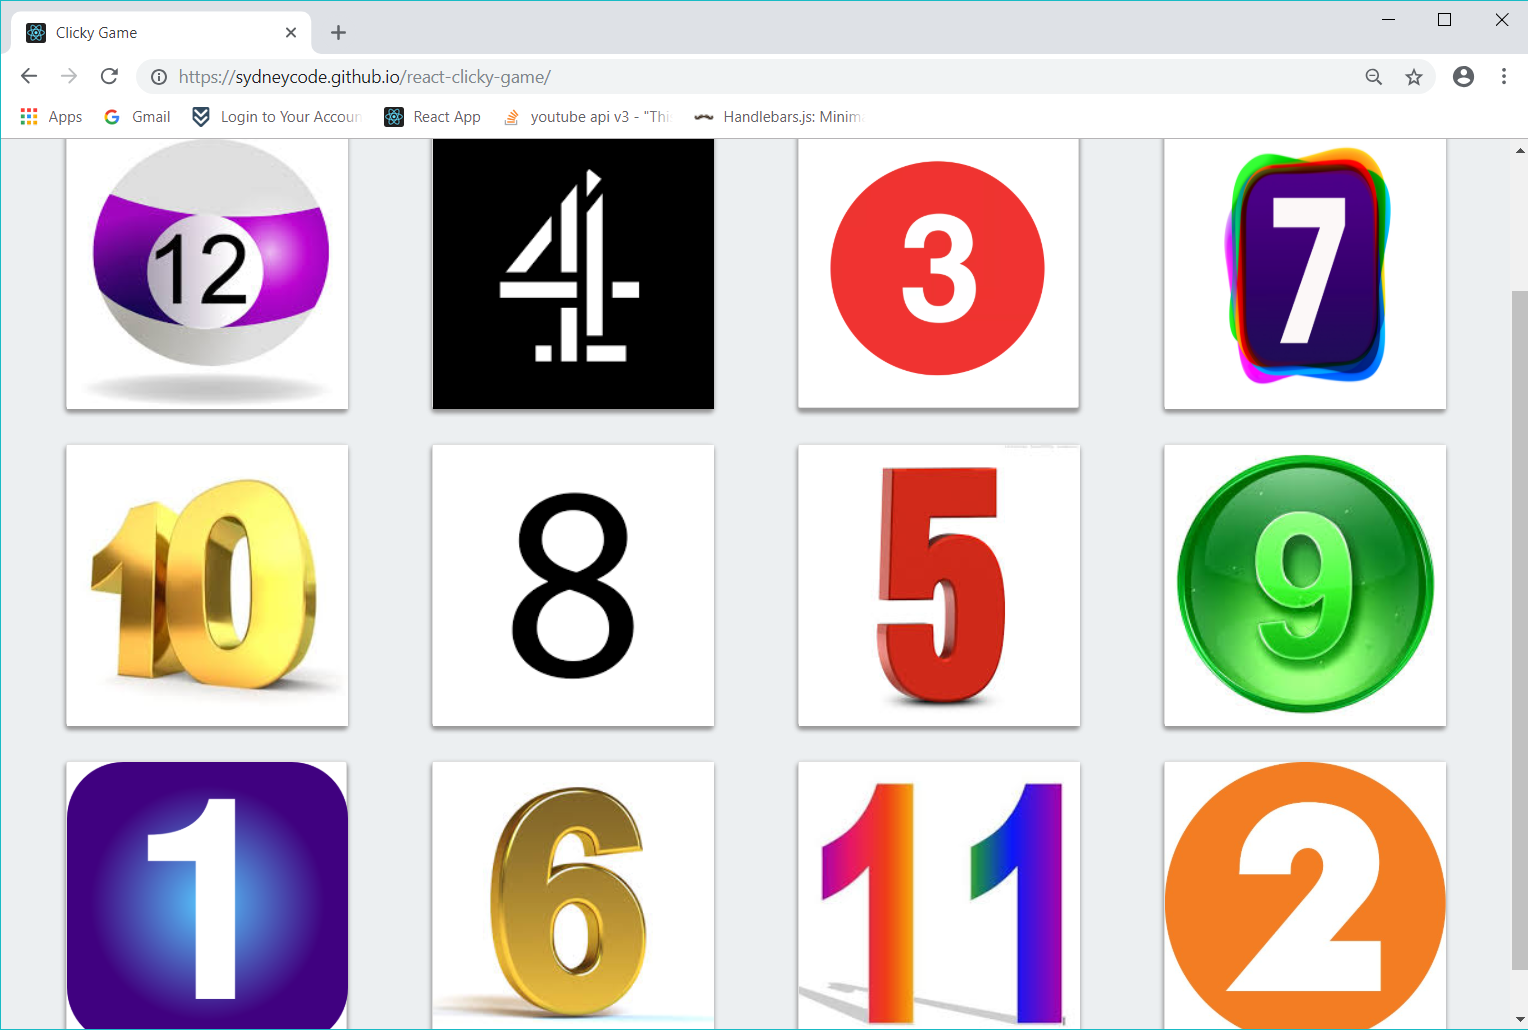 Clicky Game
https://sydneycode.github.io/react-clicky-game/
Apps Gmail Login to Your Accoun React App youtube api v3 - "Thi Handlebars.js: Minim
12 4 3 7
10 8 5 9
1 6 11 2